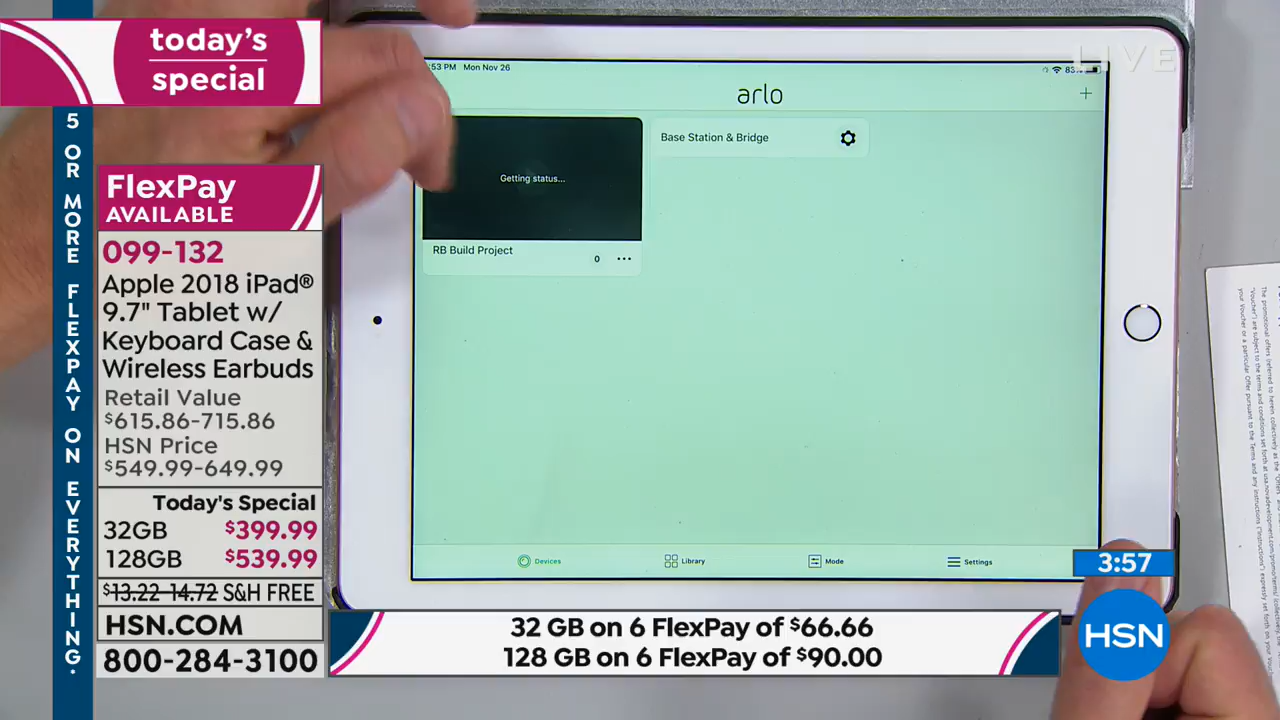 today's
special
5 OR MORE FLEXPAY ON EVERYTHING.
FlexPay
AVAILABLE
099-132
Apple 2018 iPad®
9.7" Tablet w/
Keyboard Case &
Wireless Earbuds
Retail Value
$615.86-715.86
HSN Price
$549.99-649.99
Today's Special
32GB $399.99
128GB $539.99
$13.22-14.72 S&H FREE
HSN.COM
800-284-3100
:53 PM Mon Nov 26
83%
LIVE
arlo
+
Base Station & Bridge
Getting status...
RB Build Project
0 ...
Devices
Library
Mode
Settings
3:57
HSN
32 GB on 6 FlexPay of $66.66
128 GB on 6 FlexPay of $90.00